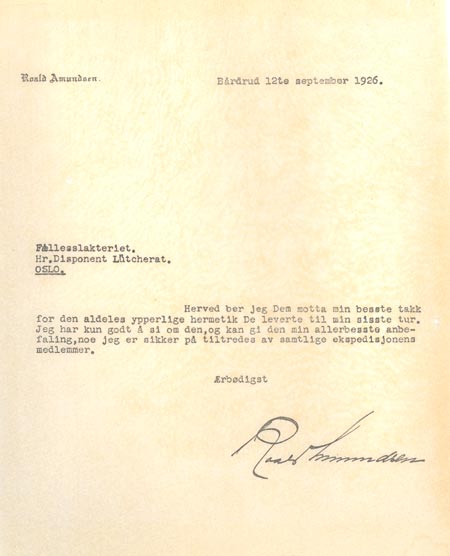 Roald Amundsen.
Bårdrud 12te september 1926.
Fællesslakteriet.
Hr.Disponent Lütcherat.
OSLO.
Herved ber jeg Dem motta min besste takk
for den aldeles ypperlige hermetik De leverte til min sisste tur.
Jeg har kun godt å si om den,og kan gi den min allerbesste anbe-
faling,noe jeg er sikker på tiltredes av samtlige ekspedisjonens
medlemmer.
Ærbødigst
Roald Amundsen